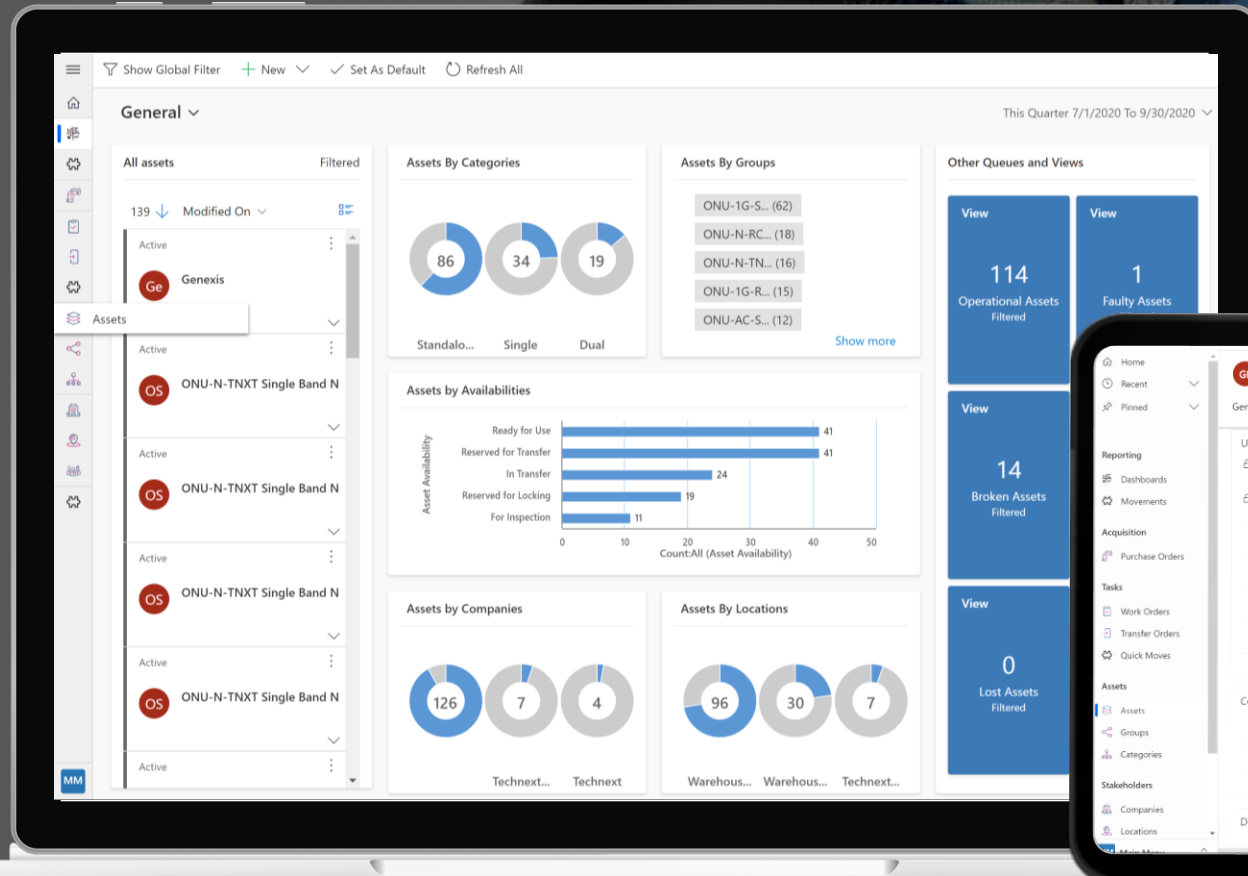 Show Global Filter
New
Set As Default
Refresh All
General
This Quarter 7/1/2020 To 9/30/2020
All assets
Filtered
139
Modified On
Active
Ge
Genexis
Assets
Active
OS
ONU-N-TNXT Single Band N
Active
OS
ONU-N-TNXT Single Band N
Active
OS
ONU-N-TNXT Single Band N
Active
OS
ONU-N-TNXT Single Band N
Active
MM
Assets By Categories
86
34
19
Standalo...
Single
Dual
Assets By Groups
ONU-1G-S... (62)
ONU-N-RC... (18)
ONU-N-TN... (16)
ONU-1G-R... (15)
ONU-AC-S... (12)
Show more
Assets by Availabilities
Asset Availability
Ready for Use
41
Reserved for Transfer
41
In Transfer
24
Reserved for Locking
19
For Inspection
11
0 10 20 30 40 50
Count:All (Asset Availability)
Assets by Companies
126
7
4
Technext...
Technext
Assets By Locations
96
30
7
Warehous...
Warehous...
Technext...
Other Queues and Views
View
114
Operational Assets
Filtered
View
1
Faulty Assets
View
14
Broken Assets
Filtered
View
0
Lost Assets
Filtered
Home
Recent
Pinned
Reporting
Dashboards
Movements
Acquisition
Purchase Orders
Tasks
Work Orders
Transfer Orders
Quick Moves
Assets
Assets
Groups
Categories
Stakeholders
Companies
Locations
Main Menu